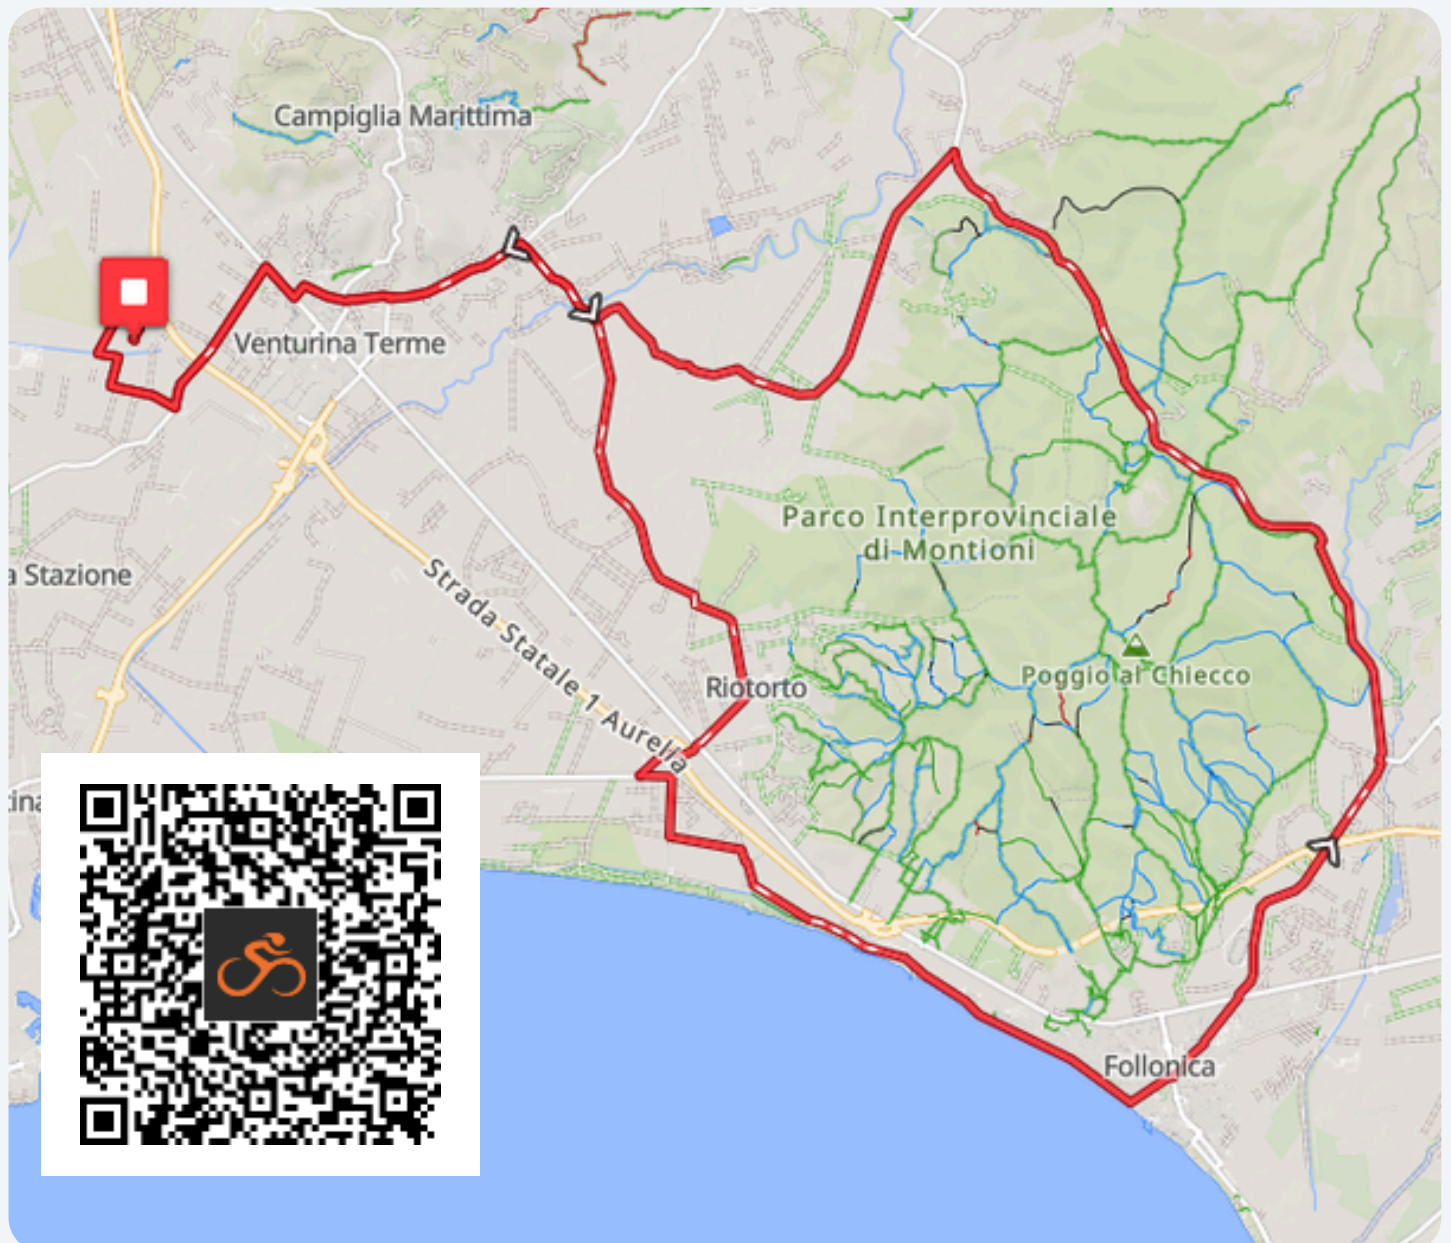 Campiglia Marittima
Venturina Terme
Parco Interprovinciale
di Montioni
a Stazione
Strada Statale 1 Aurelia
Poggio al Chiecco
Riotorto
Follonica